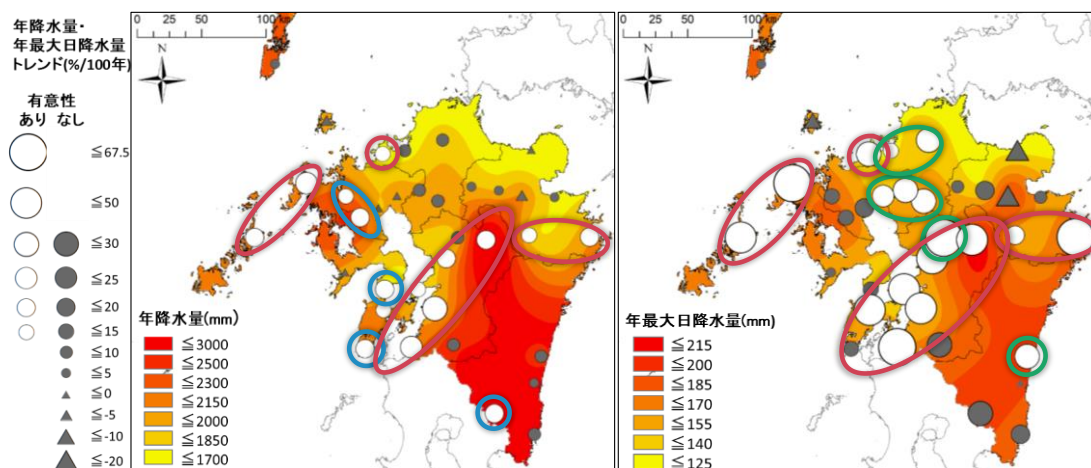 年降水量・
年最大日降水量
トレンド(%/100年)
有意性
あり なし
≦67.5
≦50
≦30
≦25
≦20
≦15
≦10
≦5
≦0
≦-5
≦-10
≦-20
0 25 50 100 km
N
年降水量(mm)
≦3000
≦2500
≦2300
≦2150
≦2000
≦1850
≦1700
0 25 50 100 km
N
年最大日降水量(mm)
≦215
≦200
≦185
≦170
≦155
≦140
≦125